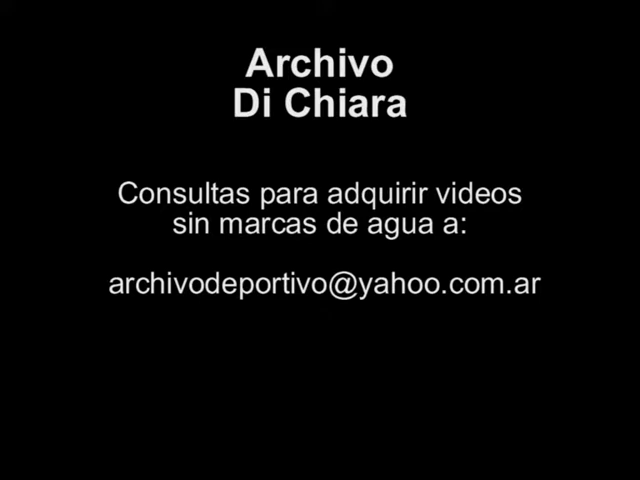 Archivo
Di Chiara
Consultas para adquirir videos
sin marcas de agua a:
archivodeportivo@yahoo.com.ar